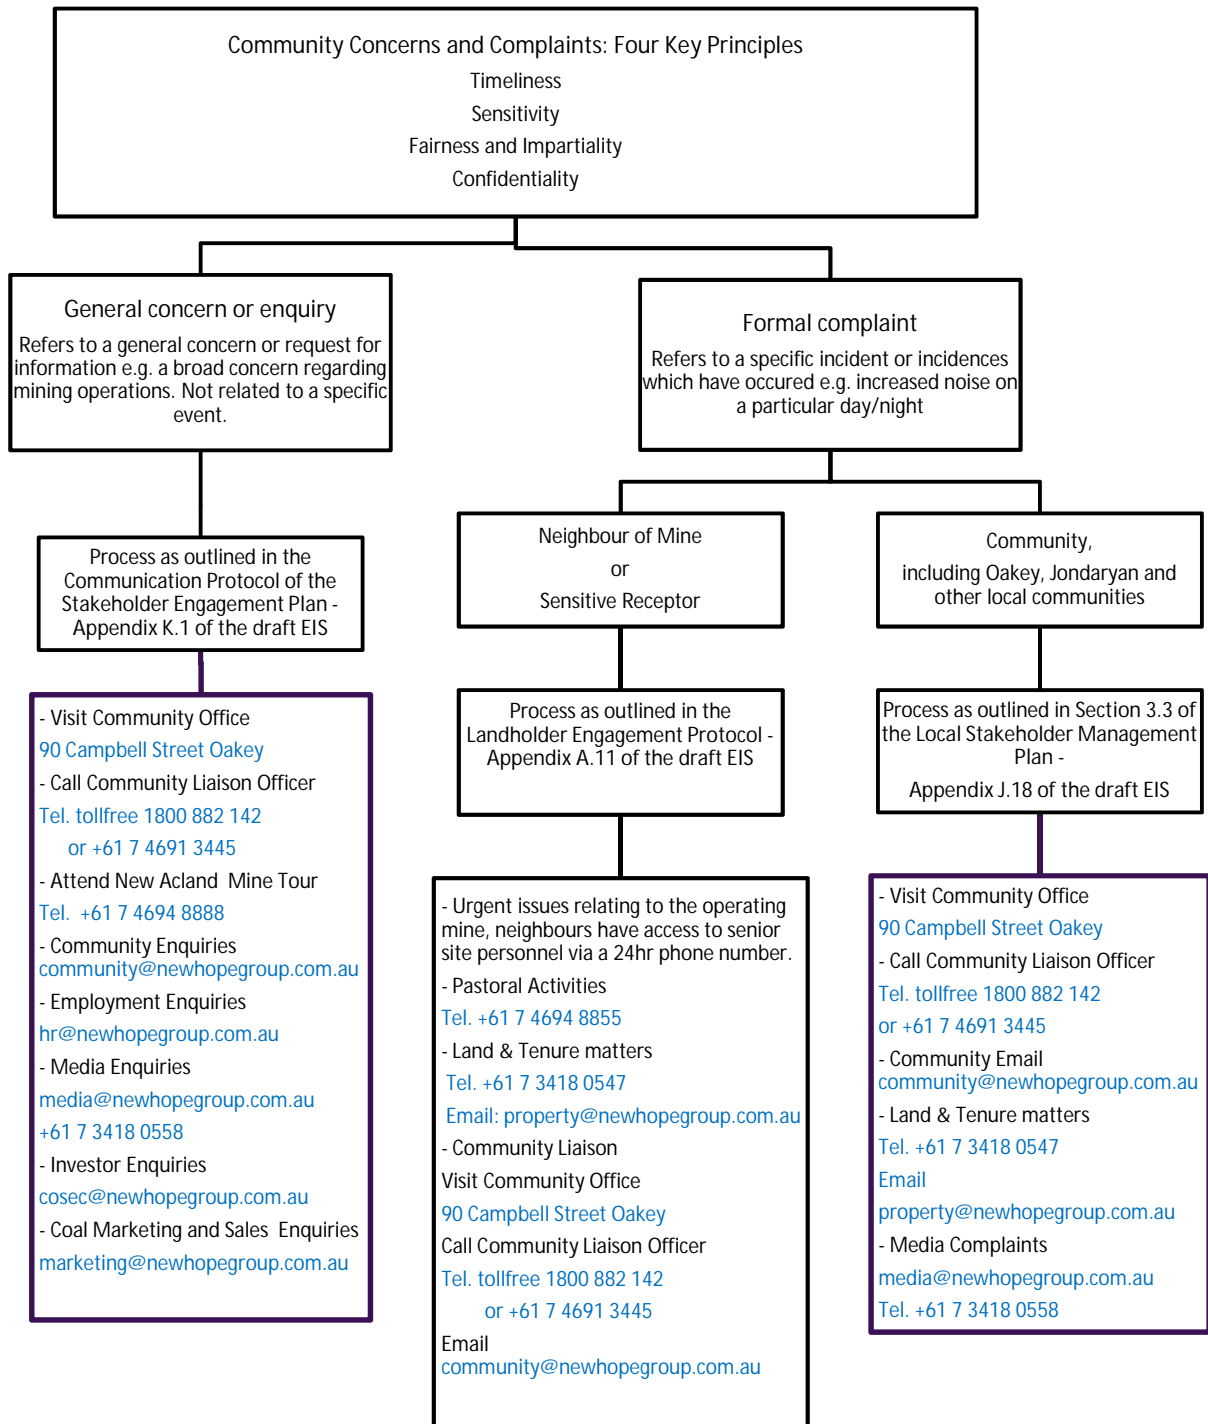 Community Concerns and Complaints: Four Key Principles
Timeliness
Sensitivity
Fairness and Impartiality
Confidentiality
General concern or enquiry
Refers to a general concern or request for
information e.g. a broad concern regarding
mining operations. Not related to a specific
event.
Formal complaint
Refers to a specific incident or incidences
which have occured e.g. increased noise on
a particular day/night
Process as outlined in the
Communication Protocol of the
Stakeholder Engagement Plan -
Appendix K.1 of the draft EIS
Neighbour of Mine
or
Sensitive Receptor
Community,
including Oakey, Jondaryan and
other local communities
Process as outlined in the
Landholder Engagement Protocol -
Appendix A.11 of the draft EIS
Process as outlined in Section 3.3 of
the Local Stakeholder Management
Plan -
Appendix J.18 of the draft EIS
- Visit Community Office
90 Campbell Street Oakey
- Call Community Liaison Officer
Tel. tollfree 1800 882 142
or +61 7 4691 3445
- Attend New Acland Mine Tour
Tel. +61 7 4694 8888
- Community Enquiries
community@newhopegroup.com.au
- Employment Enquiries
hr@newhopegroup.com.au
- Media Enquiries
media@newhopegroup.com.au
+61 7 3418 0558
- Investor Enquiries
cosec@newhopegroup.com.au
- Coal Marketing and Sales Enquiries
marketing@newhopegroup.com.au
- Urgent issues relating to the operating
mine, neighbours have access to senior
site personnel via a 24hr phone number.
- Pastoral Activities
Tel. +61 7 4694 8855
- Land & Tenure matters
Tel. +61 7 3418 0547
Email: property@newhopegroup.com.au
- Community Liaison
Visit Community Office
90 Campbell Street Oakey
Call Community Liaison Officer
Tel. tollfree 1800 882 142
or +61 7 4691 3445
Email
community@newhopegroup.com.au
- Visit Community Office
90 Campbell Street Oakey
- Call Community Liaison Officer
Tel. tollfree 1800 882 142
or +61 7 4691 3445
- Community Email
community@newhopegroup.com.au
- Land & Tenure matters
Tel. +61 7 3418 0547
Email
property@newhopegroup.com.au
- Media Complaints
media@newhopegroup.com.au
Tel. +61 7 3418 0558